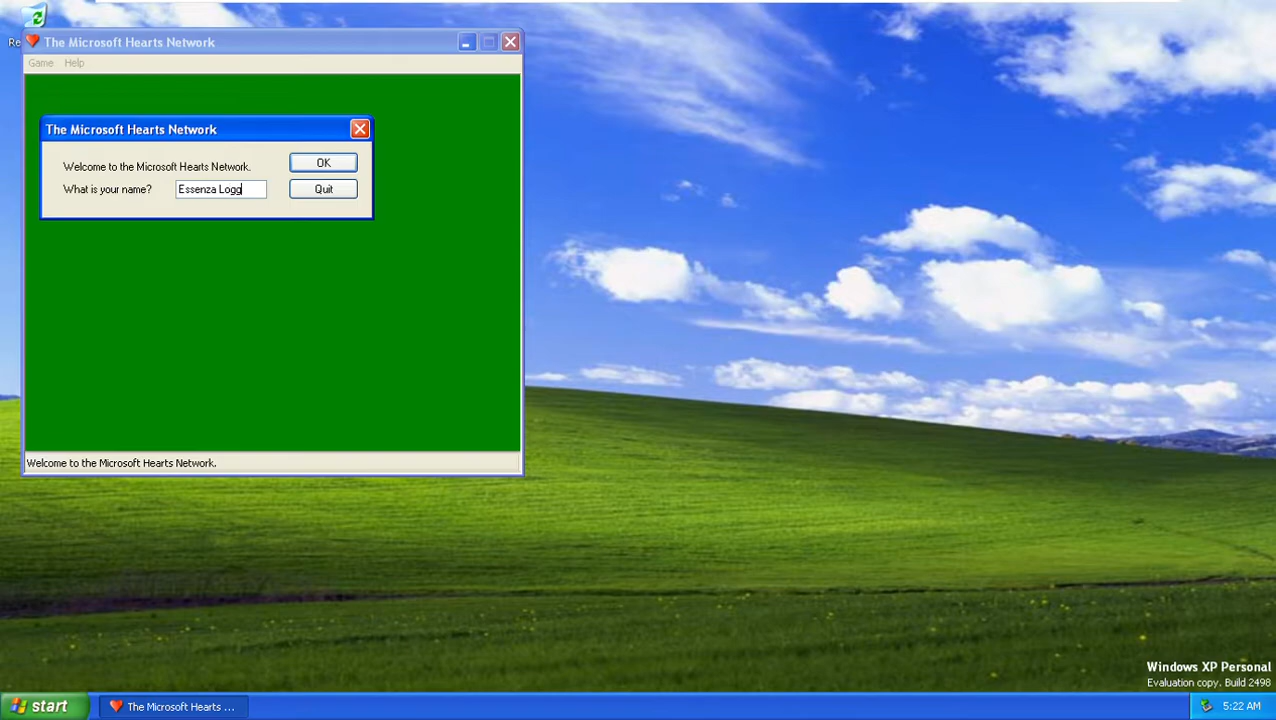 Re
The Microsoft Hearts Network
Game Help
The Microsoft Hearts Network
Welcome to the Microsoft Hearts Network.
OK
What is your name?
Essenza Logg
Quit
Welcome to the Microsoft Hearts Network.
Windows XP Personal
Evaluation copy. Build 2498
start
The Microsoft Hearts ...
5:22 AM